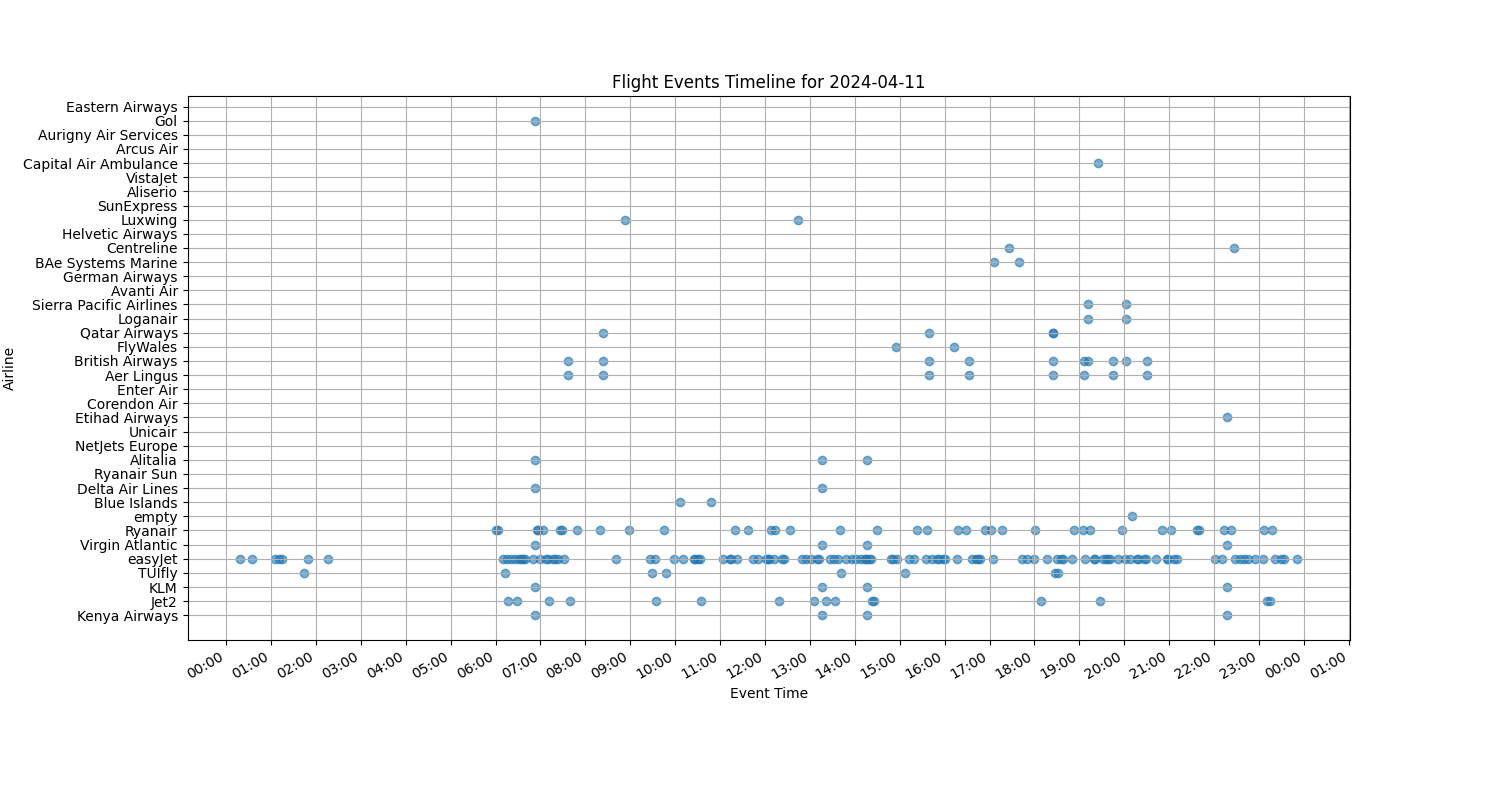 Flight Events Timeline for 2024-04-11
Eastern Airways
Gol
Aurigny Air Services
Arcus Air
Capital Air Ambulance
VistaJet
Aliserio
SunExpress
Luxwing
Helvetic Airways
Centreline
BAe Systems Marine
German Airways
Avanti Air
Sierra Pacific Airlines
Loganair
Qatar Airways
FlyWales
British Airways
Aer Lingus
Enter Air
Corendon Air
Etihad Airways
Unicair
NetJets Europe
Alitalia
Ryanair Sun
Delta Air Lines
Blue Islands
empty
Ryanair
Virgin Atlantic
easyJet
TUIfly
KLM
Jet2
Kenya Airways
Airline
00:00 01:00 02:00 03:00 04:00 05:00 06:00 07:00 08:00 09:00 10:00 11:00 12:00 13:00 14:00 15:00 16:00 17:00 18:00 19:00 20:00 21:00 22:00 23:00 00:00 01:00
Event Time